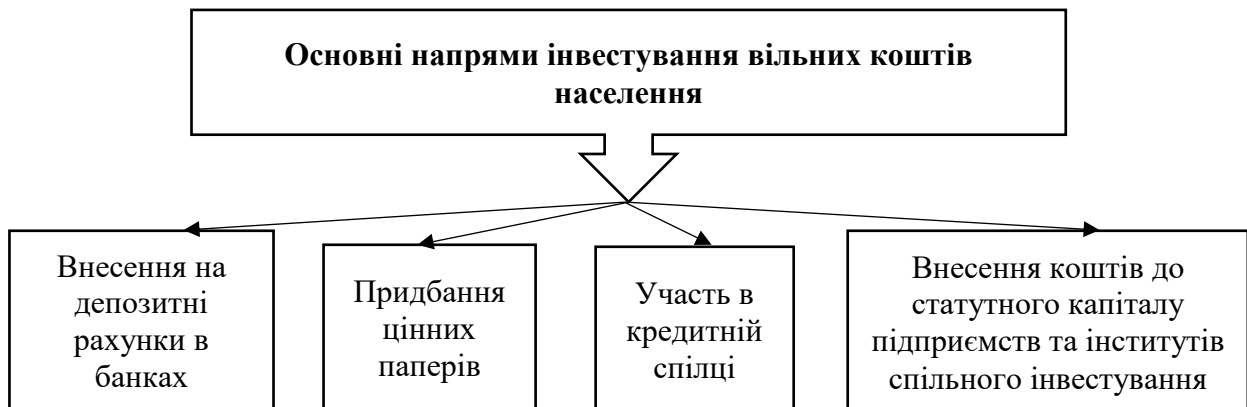 Основні напрями інвестування вільних коштів
населення
Внесення на
депозитні
рахунки в
банках
Придбання
цінних
паперів
Участь в
кредитній
спілці
Внесення коштів до
статутного капіталу
підприємств та інститутів
спільного інвестування